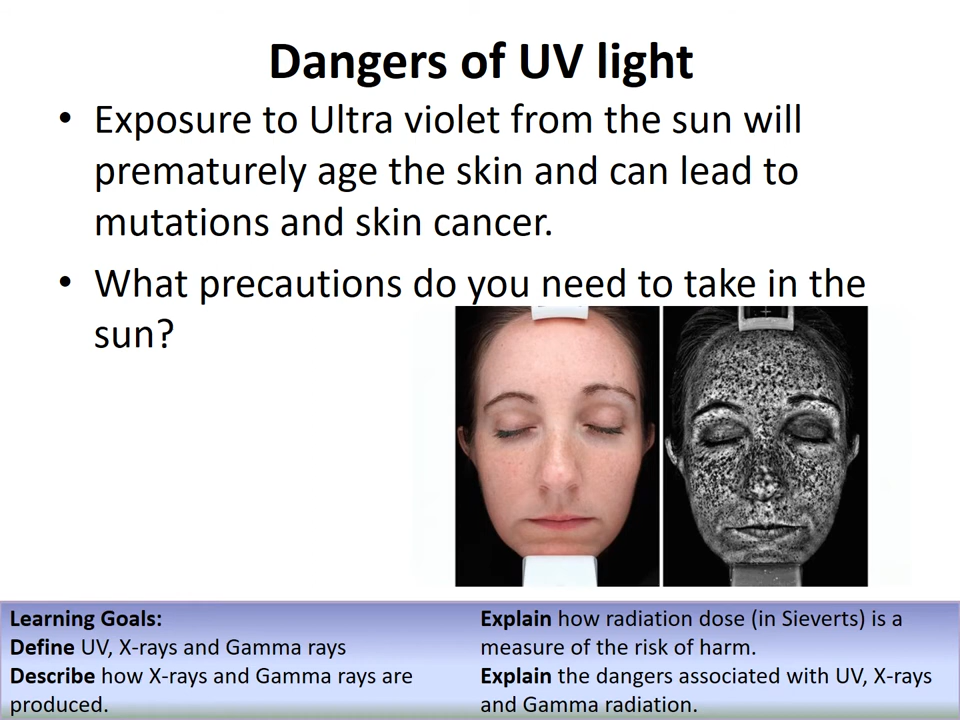 Dangers of UV light
• Exposure to Ultra violet from the sun will
prematurely age the skin and can lead to
mutations and skin cancer.
• What precautions do you need to take in the
sun?
Learning Goals:
Define UV, X-rays and Gamma rays
Describe how X-rays and Gamma rays are
produced.
Explain how radiation dose (in Sieverts) is a
measure of the risk of harm.
Explain the dangers associated with UV, X-rays
and Gamma radiation.